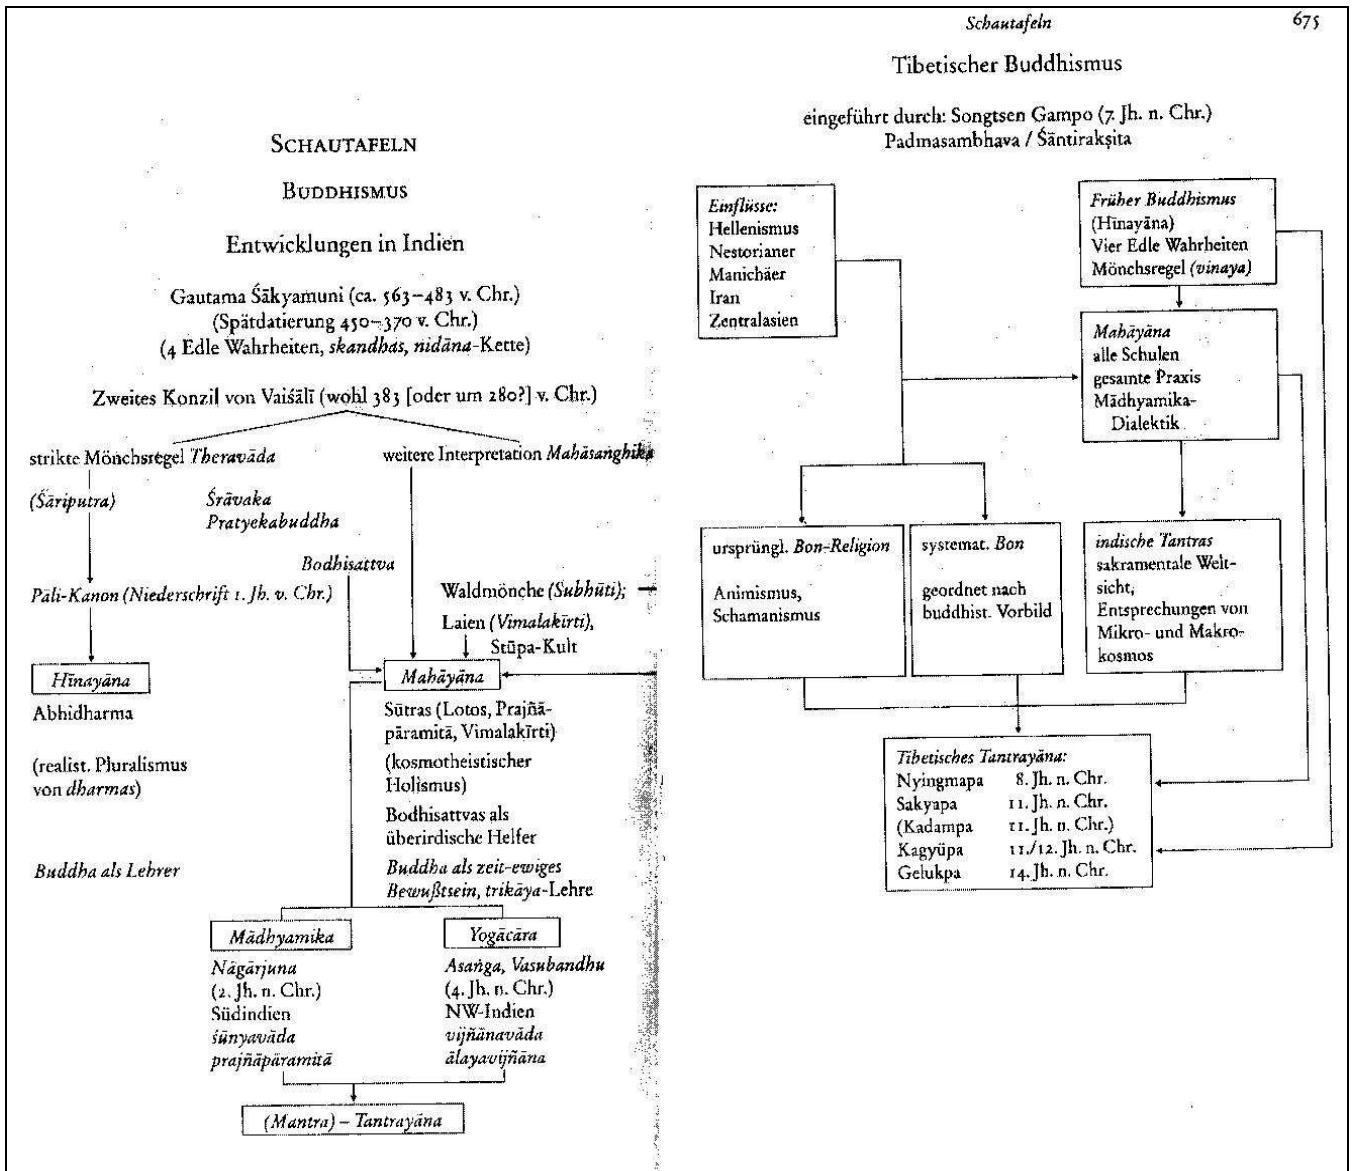 SCHAUTAFELN
BUDDHISMUS
Entwicklungen in Indien
Gautama Śākyamuni (ca. 563–483 v. Chr.)
(Spätdatierung 450–370 v. Chr.)
(4 Edle Wahrheiten, skandhas, nidāna-Kette)
Zweites Konzil von Vaiśālī (wohl 383 [oder um 280?] v. Chr.)
strikte Mönchsregel Theravāda
weitere Interpretation Mahāsanghika
(Śāriputra)
Śrāvaka
Pratyekabuddha
Bodhisattva
Pāli-Kanon (Niederschrift 1. Jh. v. Chr.)
Waldmönche (Subhūti);
Laien (Vimalakīrti),
Stūpa-Kult
Hīnayāna
Abhidharma
(realist. Pluralismus
von dharmas)
Buddha als Lehrer
Mahāyāna
Sūtras (Lotos, Prajñā-
pāramitā, Vimalakīrti)
(kosmotheistischer
Holismus)
Bodhisattvas als
überirdische Helfer
Buddha als zeit-ewiges
Bewußtsein, trikāya-Lehre
Mādhyamika
Nāgārjuna
(2. Jh. n. Chr.)
Südindien
śūnyavāda
prajñāpāramitā
Yogācāra
Asaṅga, Vasubandhu
(4. Jh. n. Chr.)
NW-Indien
vijñānavāda
ālayavijñāna
(Mantra) – Tantrayāna
Schautafeln 675
Tibetischer Buddhismus
eingeführt durch: Songtsen Gampo (7. Jh. n. Chr.)
Padmasambhava / Śāntirakṣita
Einflüsse:
Hellenismus
Nestorianer
Manichäer
Iran
Zentralasien
Früher Buddhismus
(Hīnayāna)
Vier Edle Wahrheiten
Mönchsregel (vinaya)
Mahāyāna
alle Schulen
gesamte Praxis
Mādhyamika-
Dialektik
ursprüngl. Bon-Religion
Animismus,
Schamanismus
systemat. Bon
geordnet nach
buddhist. Vorbild
indische Tantras
sakramentale Welt-
sicht,
Entsprechungen von
Mikro- und Makro-
kosmos
Tibetisches Tantrayāna:
Nyingmapa 8. Jh. n. Chr.
Sakyapa 11. Jh. n. Chr.
(Kadampa 11. Jh. n. Chr.)
Kagyüpa 11./12. Jh. n. Chr.
Gelukpa 14. Jh. n. Chr.